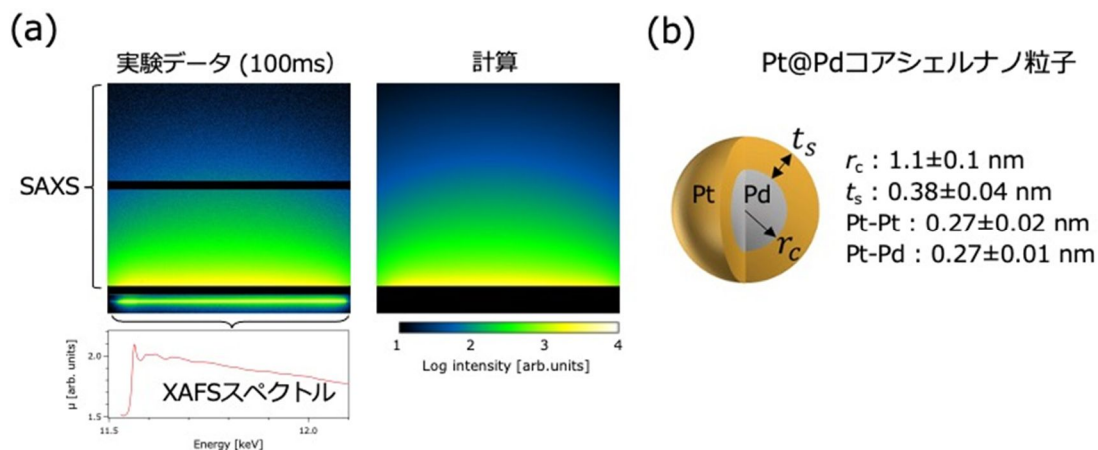 (a)
実験データ (100ms)
計算
SAXS
1 2 3 4
Log intensity [arb.units]
μ [arb. units]
2.0
1.5
XAFSスペクトル
11.5 12.0
Energy [keV]
(b)
Pt@Pdコアシェルナノ粒子
Pt
Pd
t_s
r_c
r_c : 1.1±0.1 nm
t_s : 0.38±0.04 nm
Pt-Pt : 0.27±0.02 nm
Pt-Pd : 0.27±0.01 nm